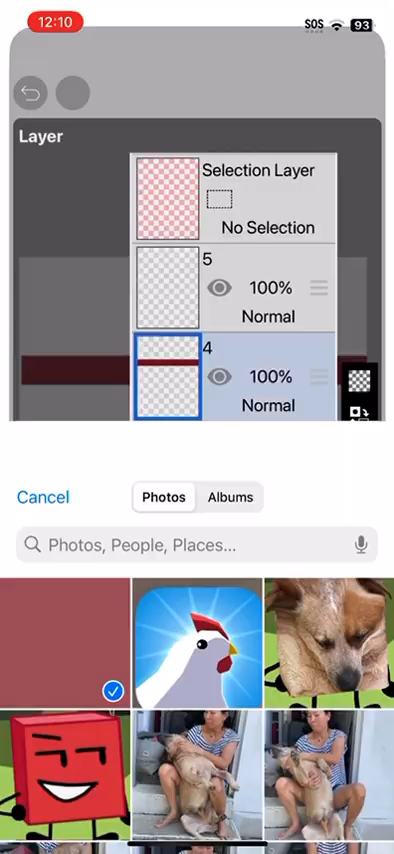 12:10
SOS
93
Layer
Selection Layer
No Selection
5
100%
Normal
4
100%
Normal
Cancel
Photos
Albums
Photos, People, Places...